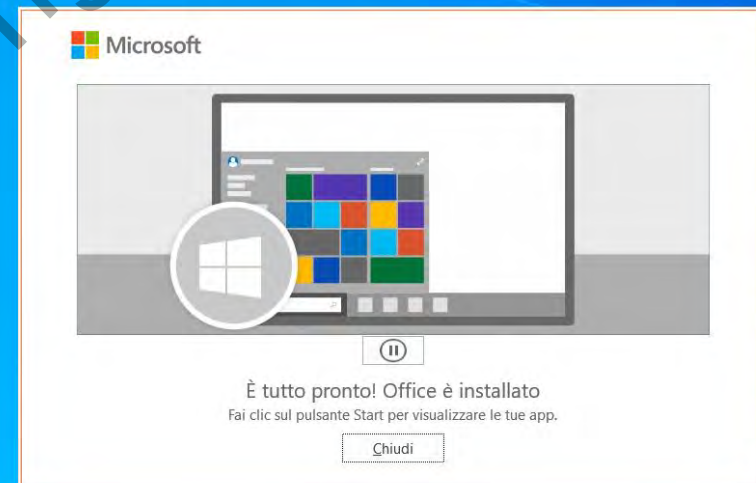 Microsoft
È tutto pronto! Office è installato
Fai clic sul pulsante Start per visualizzare le tue app.
Chiudi